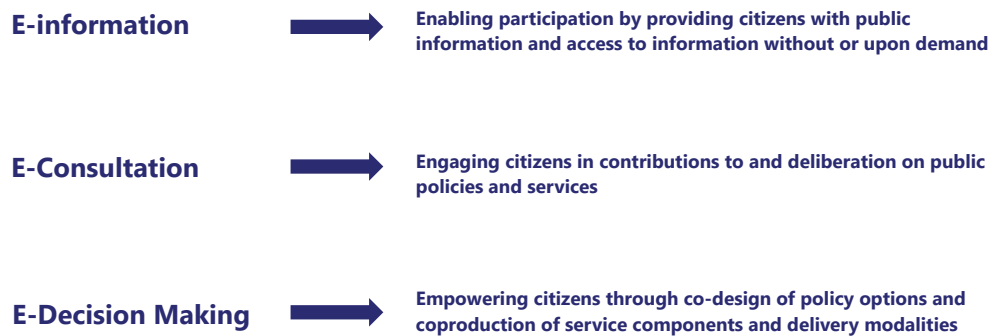 E-information
Enabling participation by providing citizens with public
information and access to information without or upon demand
E-Consultation
Engaging citizens in contributions to and deliberation on public
policies and services
E-Decision Making
Empowering citizens through co-design of policy options and
coproduction of service components and delivery modalities